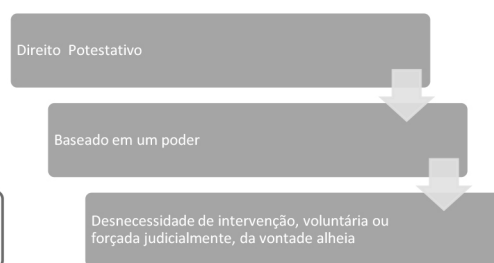 Direito Potestativo
Baseado em um poder
Desnecessidade de intervenção, voluntária ou
forçada judicialmente, da vontade alheia